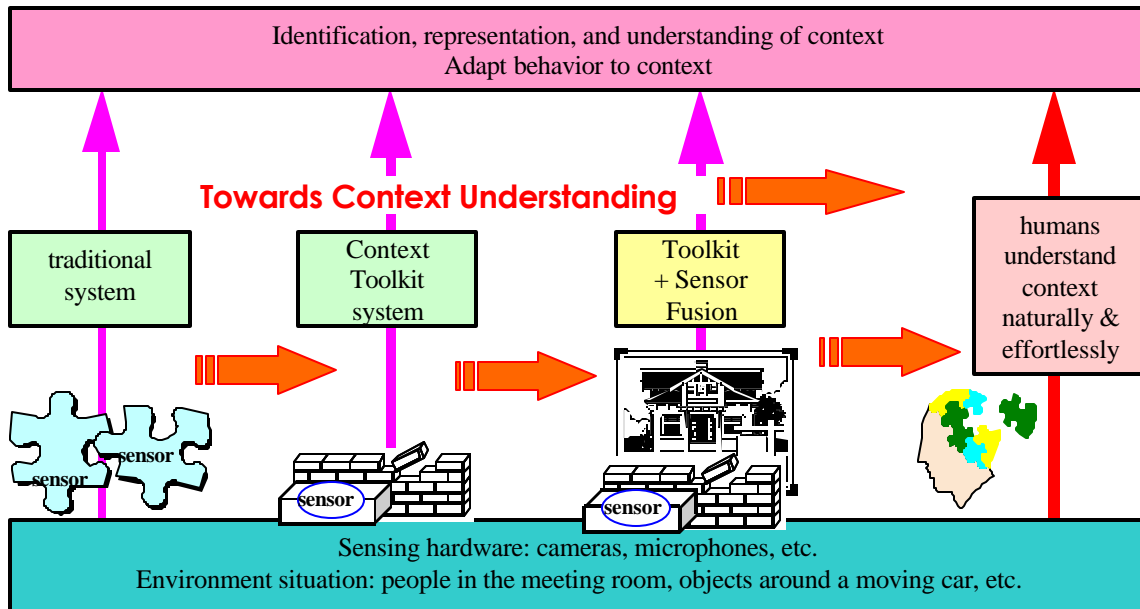 Identification, representation, and understanding of context
Adapt behavior to context
Towards Context Understanding
traditional
system
Context
Toolkit
system
Toolkit
+ Sensor
Fusion
humans
understand
context
naturally &
effortlessly
sensor
sensor
sensor
sensor
Sensing hardware: cameras, microphones, etc.
Environment situation: people in the meeting room, objects around a moving car, etc.